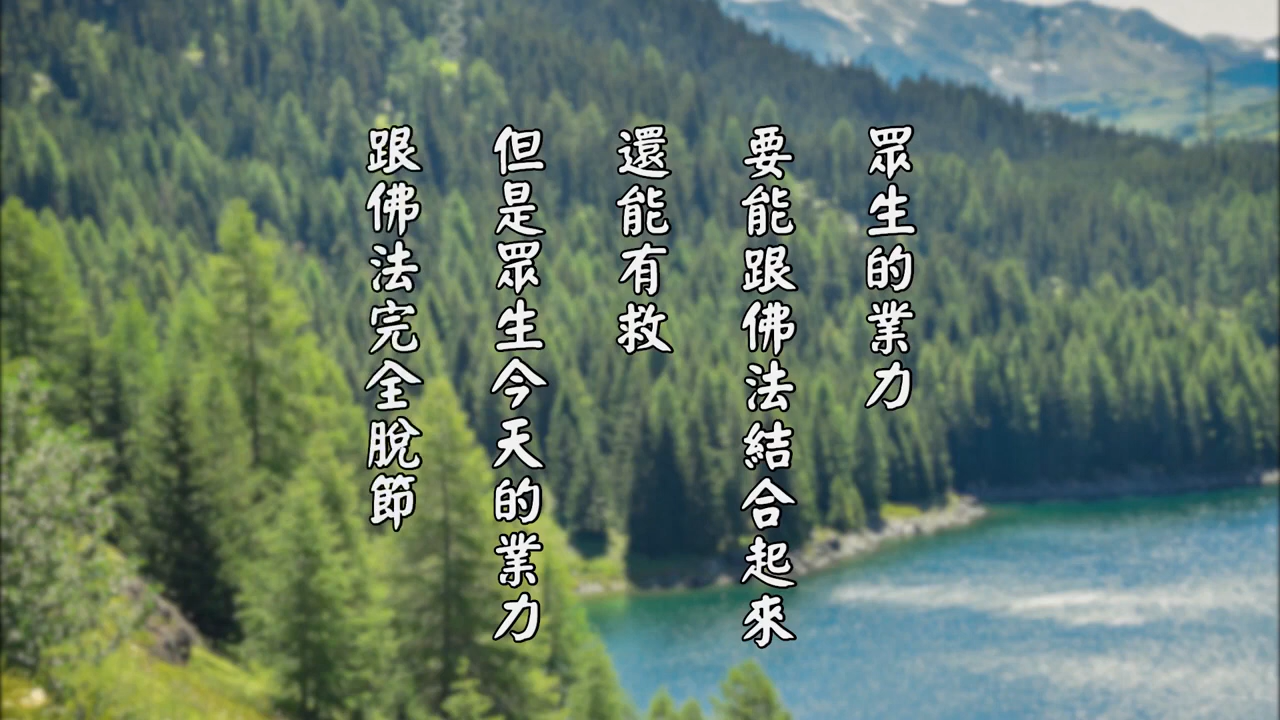 眾生的業力
要能跟佛法結合起來
還能有救
但是眾生今天的業力
跟佛法完全脫節